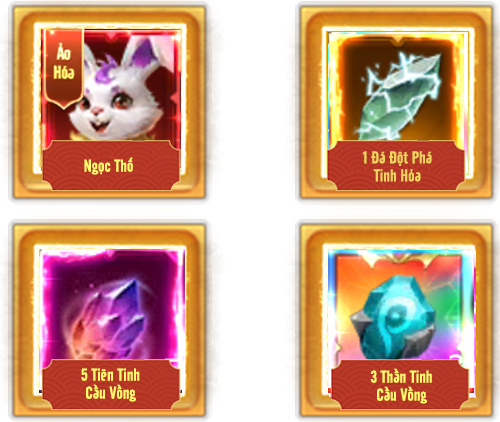 Ảo
Hóa
Ngọc Thố
1 Đá Đột Phá
Tinh Hỏa
5 Tiên Tinh
Cầu Vồng
3 Thần Tinh
Cầu Vồng